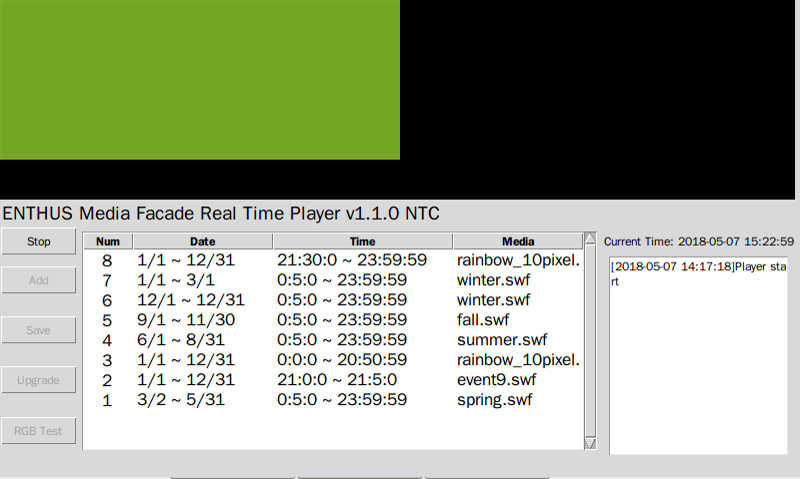 ENTHUS Media Facade Real Time Player v1.1.0 NTC
Stop
Add
Save
Upgrade
RGB Test
Num Date Time Media
8 1/1 ~ 12/31 21:30:0 ~ 23:59:59 rainbow_10pixel.
7 1/1 ~ 3/1 0:5:0 ~ 23:59:59 winter.swf
6 12/1 ~ 12/31 0:5:0 ~ 23:59:59 winter.swf
5 9/1 ~ 11/30 0:5:0 ~ 23:59:59 fall.swf
4 6/1 ~ 8/31 0:5:0 ~ 23:59:59 summer.swf
3 1/1 ~ 12/31 0:0:0 ~ 20:50:59 rainbow_10pixel.
2 1/1 ~ 12/31 21:0:0 ~ 21:5:0 event9.swf
1 3/2 ~ 5/31 0:5:0 ~ 23:59:59 spring.swf
Current Time: 2018-05-07 15:22:59
[2018-05-07 14:17:18]Player sta
rt